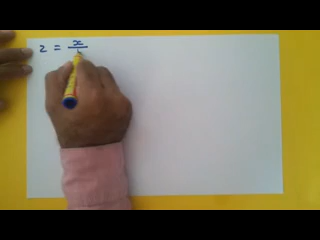 z = x